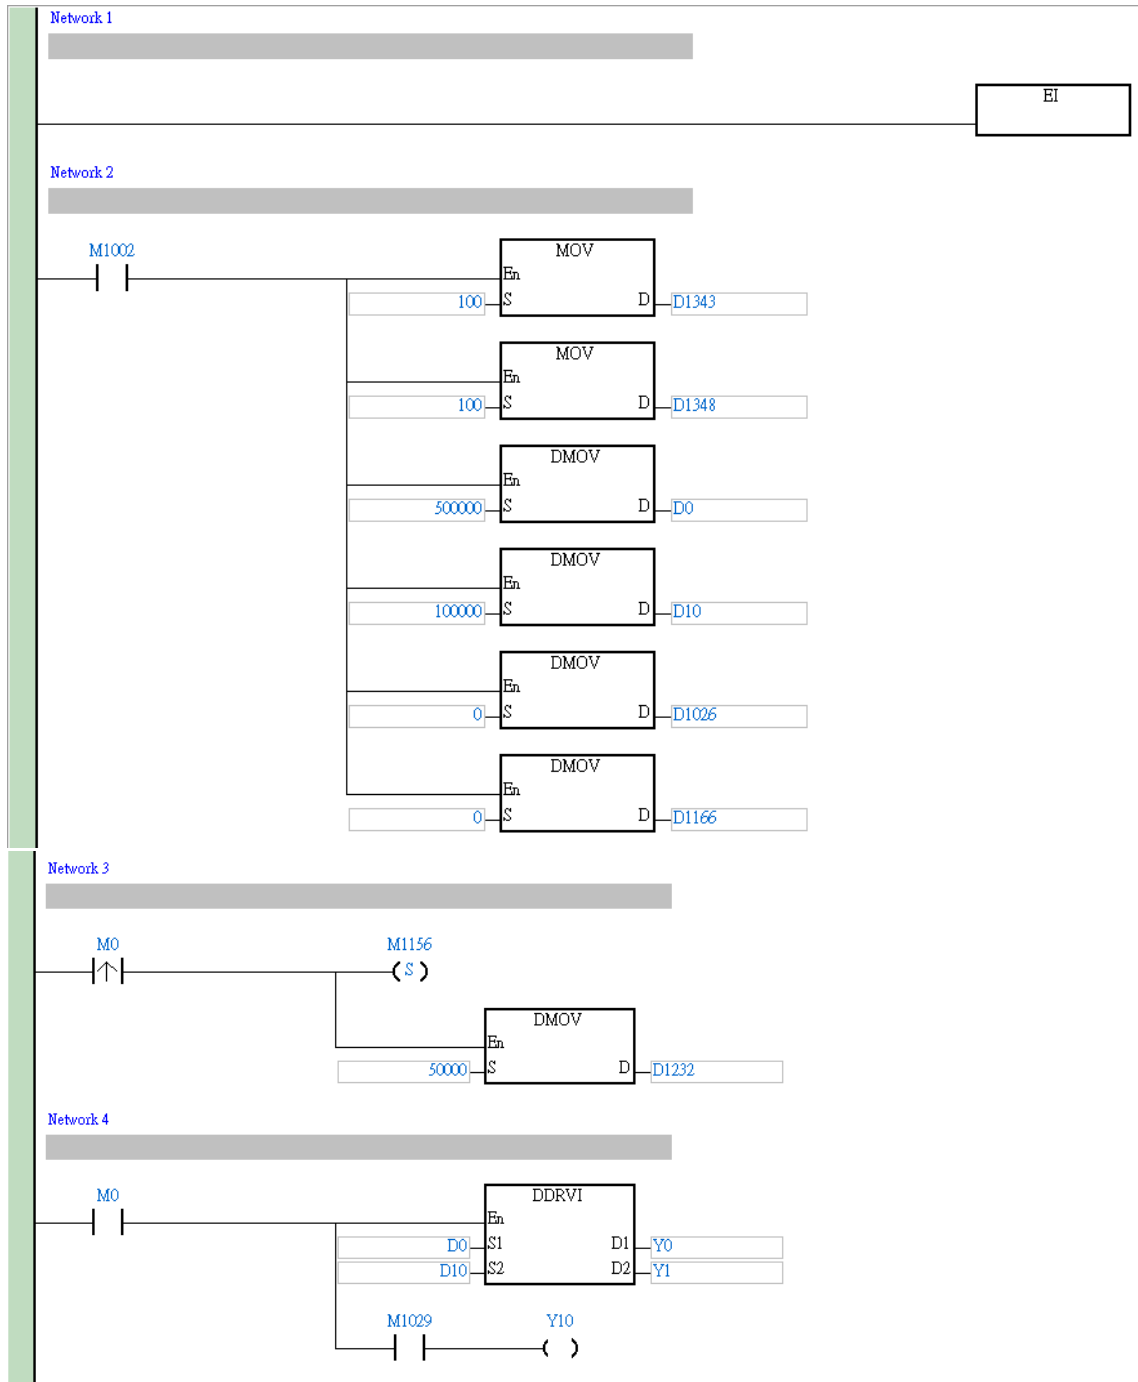 Network 1
EI
Network 2
M1002
MOV
En
100 S D D1343
MOV
En
100 S D D1348
DMOV
En
500000 S D D0
DMOV
En
100000 S D D10
DMOV
En
0 S D D1026
DMOV
En
0 S D D1166
Network 3
M0 M1156
S
DMOV
En
50000 S D D1232
Network 4
M0
DDRVI
En
D0 S1 D1 Y0
D10 S2 D2 Y1
M1029 Y10